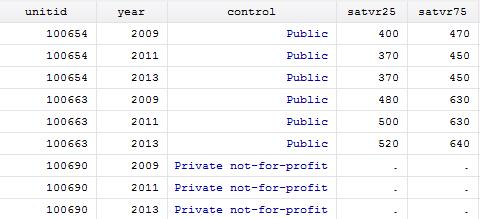 unitid year control satvr25 satvr75
100654 2009 Public 400 470
100654 2011 Public 370 450
100654 2013 Public 370 450
100663 2009 Public 480 630
100663 2011 Public 500 630
100663 2013 Public 520 640
100690 2009 Private not-for-profit . .
100690 2011 Private not-for-profit . .
100690 2013 Private not-for-profit . .